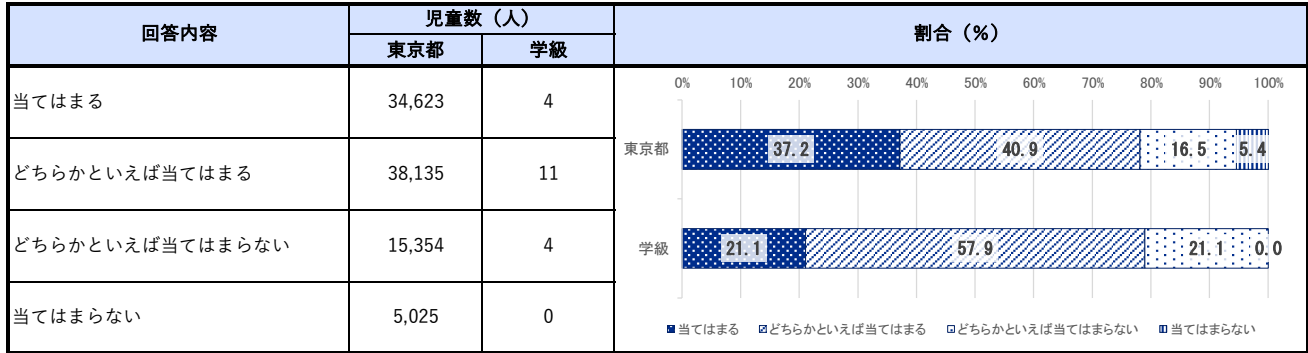 回答内容 児童数（人） 割合（%）
東京都 学級
当てはまる 34,623 4
どちらかといえば当てはまる 38,135 11
どちらかといえば当てはまらない 15,354 4
当てはまらない 5,025 0
0% 10% 20% 30% 40% 50% 60% 70% 80% 90% 100%
東京都 37.2 40.9 16.5 5.4
学級 21.1 57.9 21.1 0.0
当てはまる どちらかといえば当てはまる どちらかといえば当てはまらない 当てはまらない